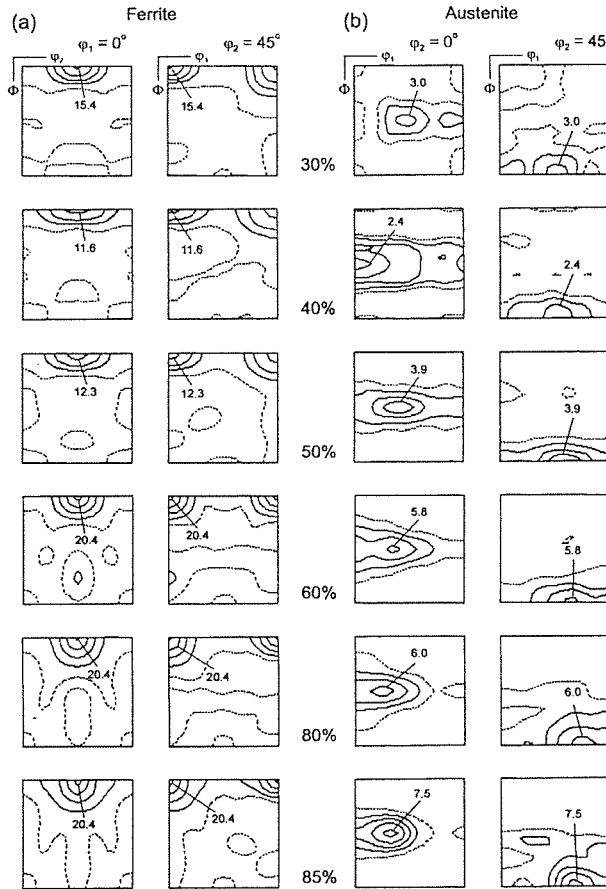 (a) Ferrite (b) Austenite
φ₁ = 0° φ₂ = 45° φ₂ = 0° φ₂ = 45
φ₂ φ₁ φ₁ φ₁
Φ Φ
15.4 15.4 3.0 3.0
30%
11.6 11.6 2.4 2.4
40%
12.3 12.3 3.9 3.9
50%
20.4 20.4 5.8 5.8
60%
20.4 20.4 6.0 6.0
80%
20.4 20.4 7.5 7.5
85%